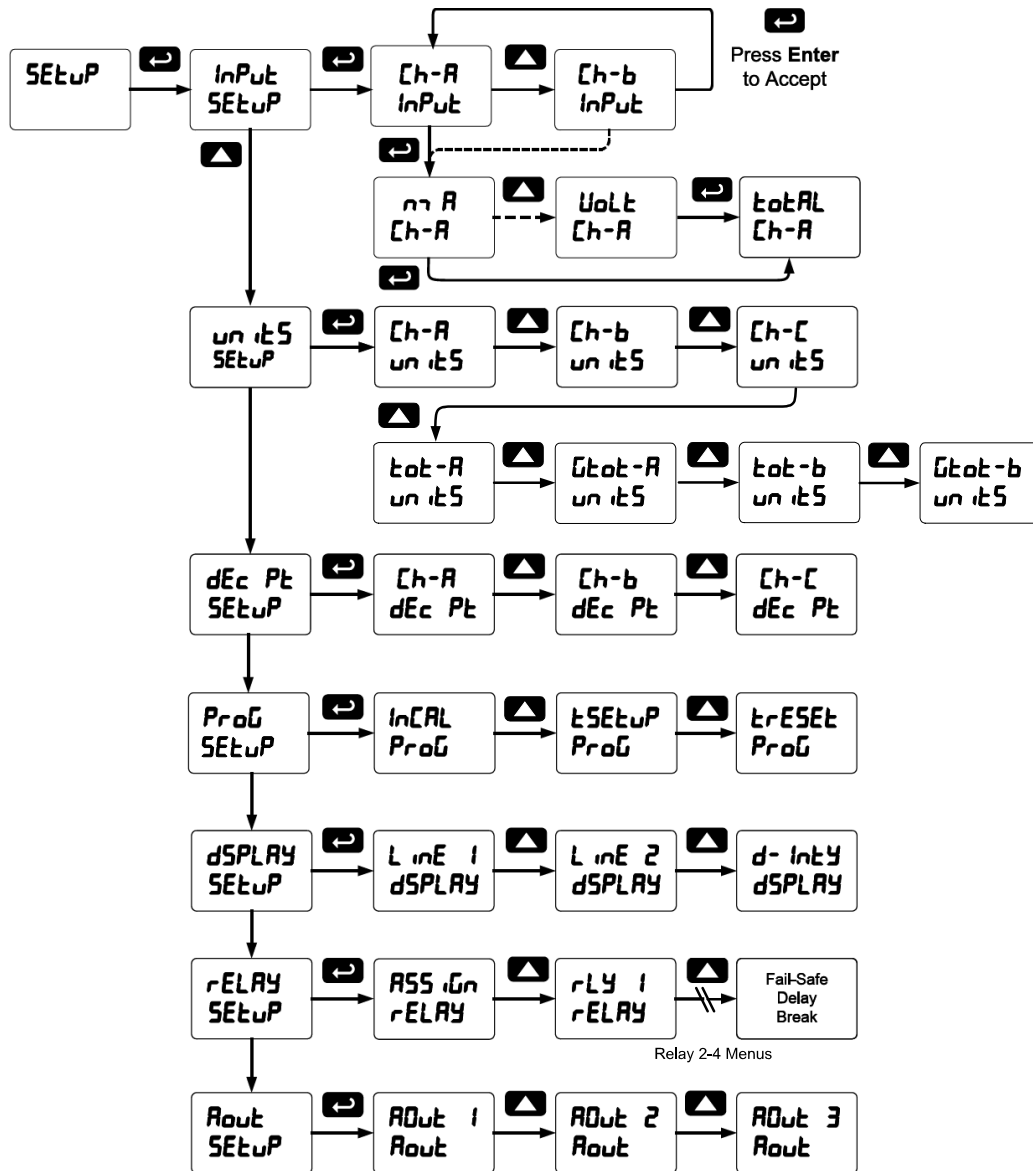 SEtuP
InPut
SEtuP
Ch-A
InPut
Ch-b
InPut
Press Enter
to Accept
mA
Ch-A
VoLt
Ch-A
totAL
Ch-A
unitS
SEtuP
Ch-A
unitS
Ch-b
unitS
Ch-C
unitS
tot-A
unitS
Gtot-A
unitS
tot-b
unitS
Gtot-b
unitS
dEc Pt
SEtuP
Ch-A
dEc Pt
Ch-b
dEc Pt
Ch-C
dEc Pt
ProG
SEtuP
InCAL
ProG
tSEtuP
ProG
trESEt
ProG
dSPLAY
SEtuP
LinE 1
dSPLAY
LinE 2
dSPLAY
d-IntY
dSPLAY
rELAY
SEtuP
ASSiGn
rELAY
rLY 1
rELAY
Fail-Safe
Delay
Break
Relay 2-4 Menus
Aout
SEtuP
AOut 1
Aout
AOut 2
Aout
AOut 3
Aout